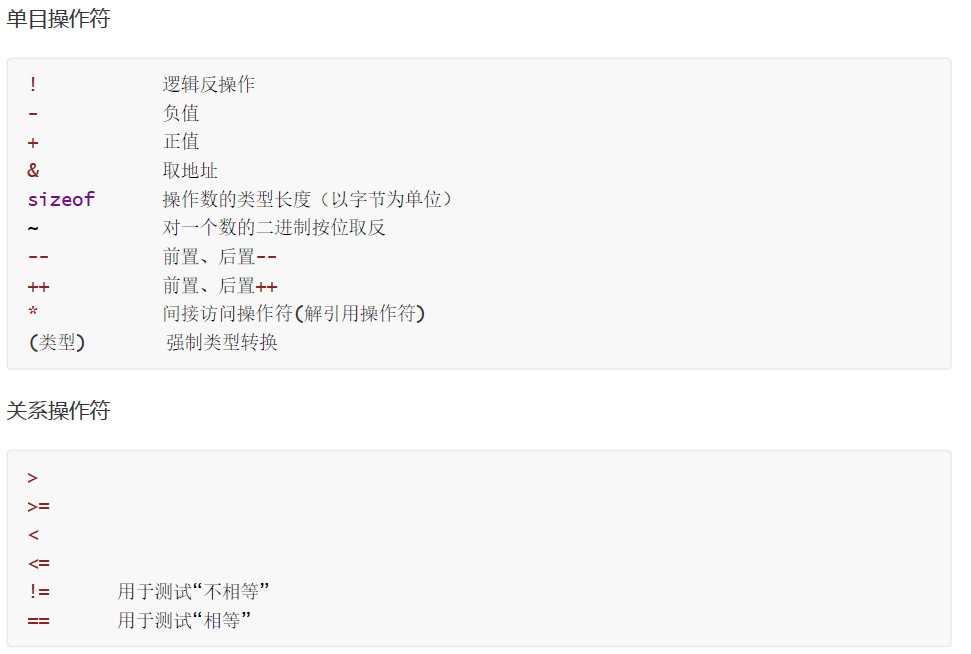 单目操作符
! 逻辑反操作
- 负值
+ 正值
& 取地址
sizeof 操作数的类型长度（以字节为单位）
~ 对一个数的二进制按位取反
-- 前置、后置--
++ 前置、后置++
* 间接访问操作符(解引用操作符)
(类型) 强制类型转换
关系操作符
>
>=
<
<=
!= 用于测试“不相等”
== 用于测试“相等”